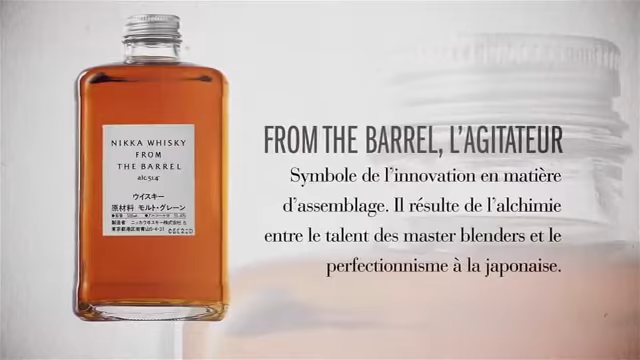 NIKKA WHISKY
FROM
THE BARREL
alc.51.4°
ウイスキー
原材料 モルト・グレーン
FROM THE BARREL, L'AGITATEUR
Symbole de l'innovation en matière
d'assemblage. Il résulte de l'alchimie
entre le talent des master blenders et le
perfectionnisme à la japonaise.